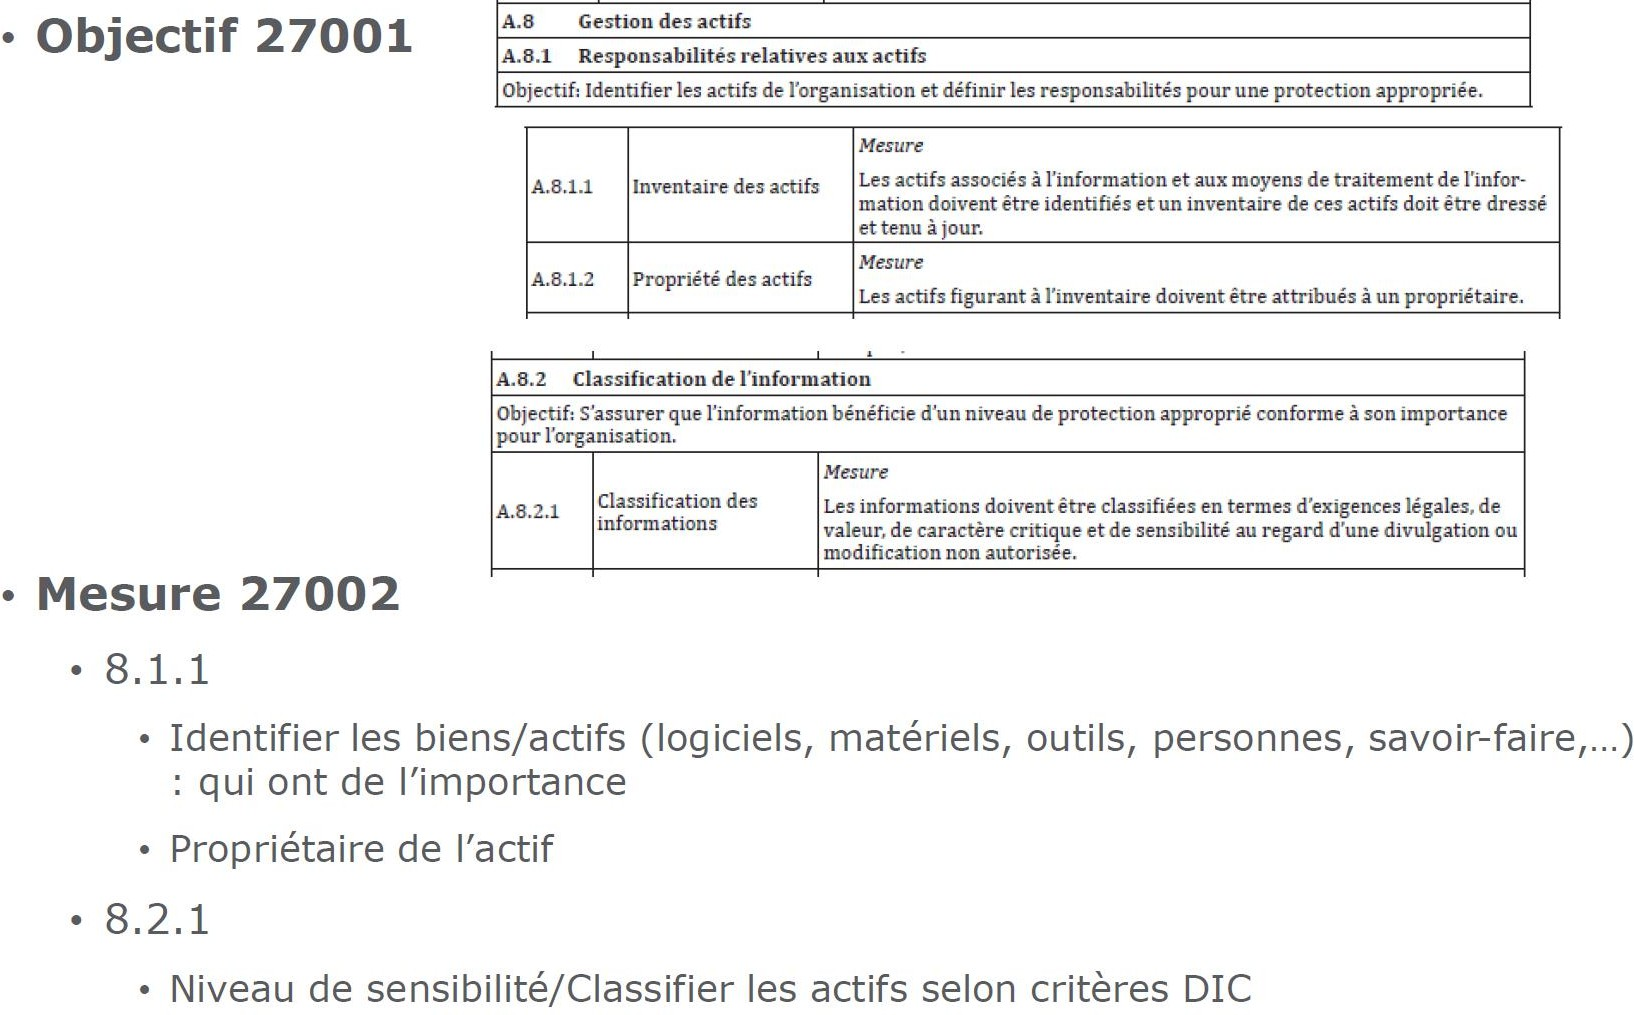 • Objectif 27001
A.8 Gestion des actifs
A.8.1 Responsabilités relatives aux actifs
Objectif: Identifier les actifs de l’organisation et définir les responsabilités pour une protection appropriée.
A.8.1.1 Inventaire des actifs
Mesure
Les actifs associés à l’information et aux moyens de traitement de l’infor-
mation doivent être identifiés et un inventaire de ces actifs doit être dressé
et tenu à jour.
A.8.1.2 Propriété des actifs
Mesure
Les actifs figurant à l’inventaire doivent être attribués à un propriétaire.
A.8.2 Classification de l’information
Objectif: S’assurer que l’information bénéficie d’un niveau de protection approprié conforme à son importance
pour l’organisation.
A.8.2.1 Classification des
informations
Mesure
Les informations doivent être classifiées en termes d’exigences légales, de
valeur, de caractère critique et de sensibilité au regard d’une divulgation ou
modification non autorisée.
• Mesure 27002
• 8.1.1
• Identifier les biens/actifs (logiciels, matériels, outils, personnes, savoir-faire,…)
: qui ont de l’importance
• Propriétaire de l’actif
• 8.2.1
• Niveau de sensibilité/Classifier les actifs selon critères DIC